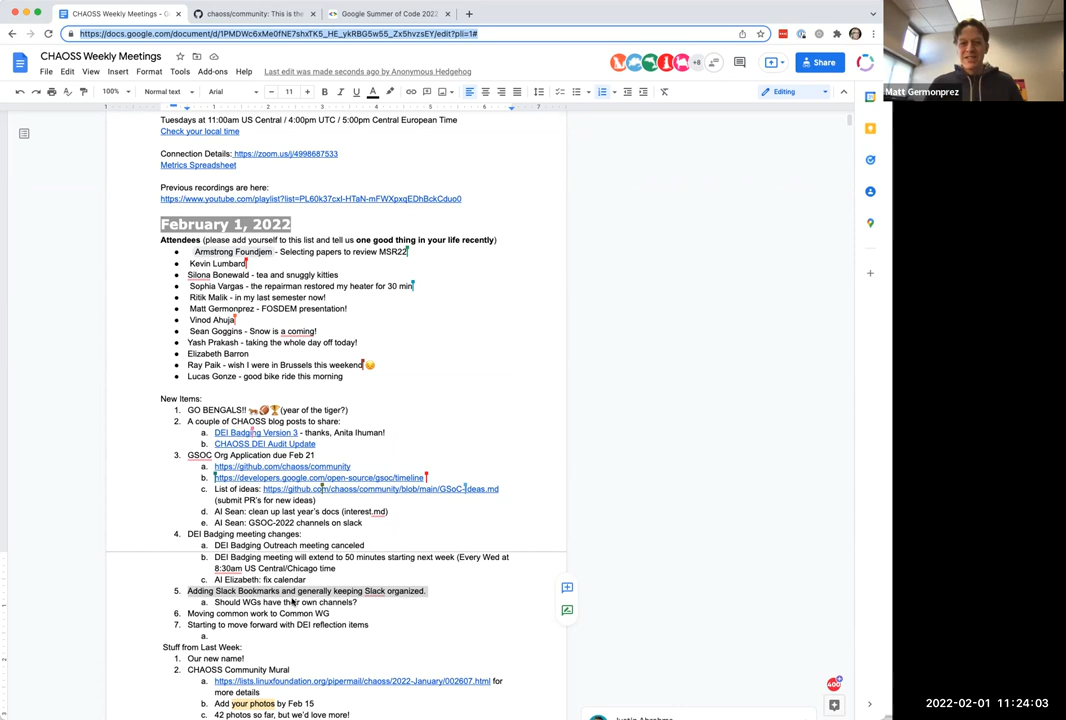 CHAOSS Weekly Meetings -
chaoss/community: This is the
Google Summer of Code 2022
https://docs.google.com/document/d/1PMDWc6xMe0fNE7shxTK5_HE_ykRBG5w55_Zx5hvzsEY/edit?pli=1#
CHAOSS Weekly Meetings
File Edit View Insert Format Tools Add-ons Help Last edit was made seconds ago by Anonymous Hedgehog
+6
Share
100% Normal text Arial 11 B I U A
Editing
Matt Germonprez
Tuesdays at 11:00am US Central / 4:00pm UTC / 5:00pm Central European Time
Check your local time
Connection Details: https://zoom.us/j/4998687533
Metrics Spreadsheet
Previous recordings are here:
https://www.youtube.com/playlist?list=PL60k37cxI-HTaN-mFWXpxqEDhBckCduo0
February 1, 2022
Attendees (please add yourself to this list and tell us one good thing in your life recently)
● Armstrong Foundjem - Selecting papers to review MSR22
● Kevin Lumbard
● Silona Bonewald - tea and snuggly kitties
● Sophia Vargas - the repairman restored my heater for 30 min
● Ritik Malik - in my last semester now!
● Matt Germonprez - FOSDEM presentation!
● Vinod Ahuja
● Sean Goggins - Snow is a coming!
● Yash Prakash - taking the whole day off today!
● Elizabeth Barron
● Ray Paik - wish I were in Brussels this weekend 😔
● Lucas Gonze - good bike ride this morning
New Items:
1. GO BENGALS!! 🐅🏈🏆(year of the tiger?)
2. A couple of CHAOSS blog posts to share:
a. DEI Badging Version 3 - thanks, Anita Ihuman!
b. CHAOSS DEI Audit Update
3. GSOC Org Application due Feb 21
a. https://github.com/chaoss/community
b. https://developers.google.com/open-source/gsoc/timeline
c. List of ideas: https://github.com/chaoss/community/blob/main/GSoC-Ideas.md
(submit PR's for new ideas)
d. AI Sean: clean up last year's docs (interest.md)
e. AI Sean: GSOC-2022 channels on slack
4. DEI Badging meeting changes:
a. DEI Badging Outreach meeting canceled
b. DEI Badging meeting will extend to 50 minutes starting next week (Every Wed at
8:30am US Central/Chicago time
c. AI Elizabeth: fix calendar
5. Adding Slack Bookmarks and generally keeping Slack organized.
a. Should WGs have their own channels?
6. Moving common work to Common WG
7. Starting to move forward with DEI reflection items
a.
Stuff from Last Week:
1. Our new name!
2. CHAOSS Community Mural
a. https://lists.linuxfoundation.org/pipermail/chaoss/2022-January/002607.html for
more details
b. Add your photos by Feb 15
c. 42 photos so far, but we'd love more!
400
2022-02-01 11:24:03